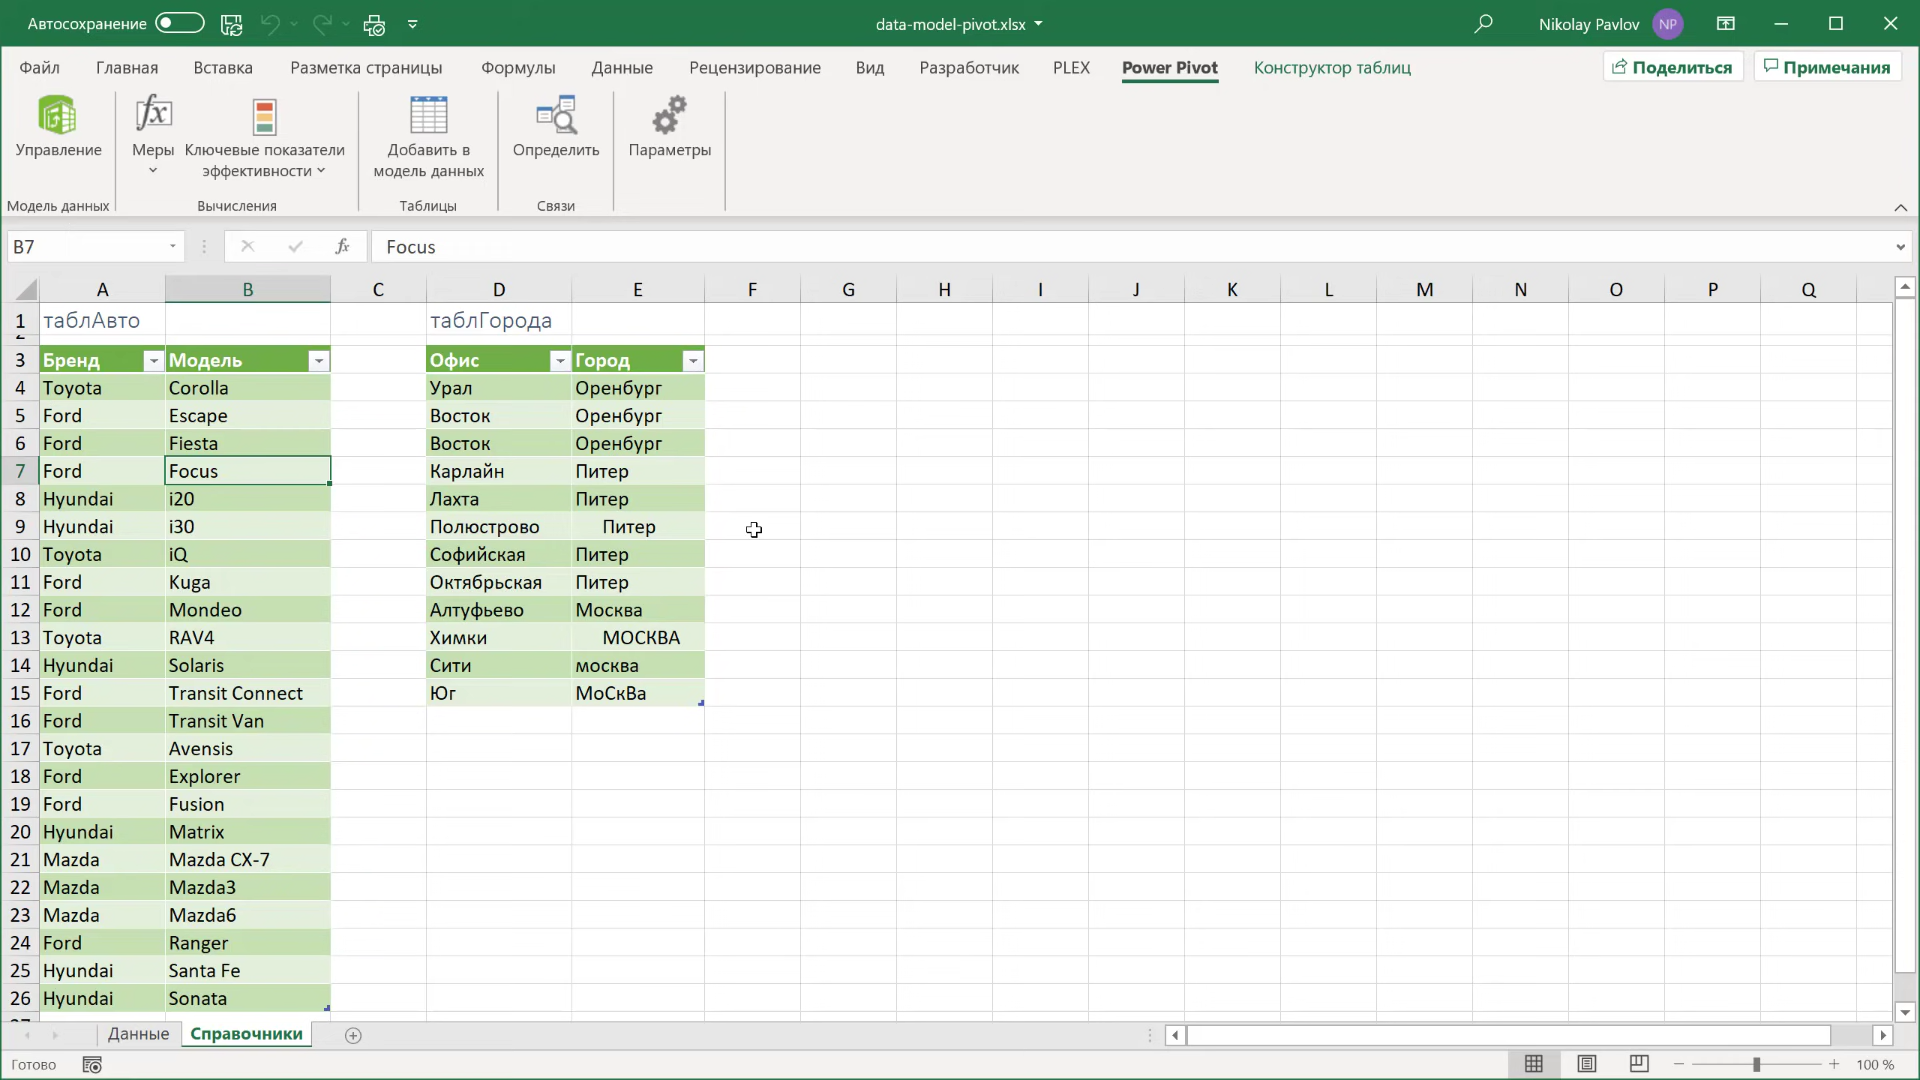 Автосохранение
data-model-pivot.xlsx
Nikolay Pavlov NP
Файл Главная Вставка Разметка страницы Формулы Данные Рецензирование Вид Разработчик PLEX Power Pivot Конструктор таблиц Поделиться Примечания
Управление
Меры
Ключевые показатели
эффективности
Добавить в
модель данных
Определить
Параметры
Модель данных Вычисления Таблицы Связи
B7 fx Focus
A B C D E F G H I J K L M N O P Q
1 таблАвто таблГорода
2
3 Бренд Модель Офис Город
4 Toyota Corolla Урал Оренбург
5 Ford Escape Восток Оренбург
6 Ford Fiesta Восток Оренбург
7 Ford Focus Карлайн Питер
8 Hyundai i20 Лахта Питер
9 Hyundai i30 Полюстрово Питер
10 Toyota iQ Софийская Питер
11 Ford Kuga Октябрьская Питер
12 Ford Mondeo Алтуфьево Москва
13 Toyota RAV4 Химки МОСКВА
14 Hyundai Solaris Сити москва
15 Ford Transit Connect Юг МоСкВа
16 Ford Transit Van
17 Toyota Avensis
18 Ford Explorer
19 Ford Fusion
20 Hyundai Matrix
21 Mazda Mazda CX-7
22 Mazda Mazda3
23 Mazda Mazda6
24 Ford Ranger
25 Hyundai Santa Fe
26 Hyundai Sonata
27
Данные Справочники
Готово 100 %